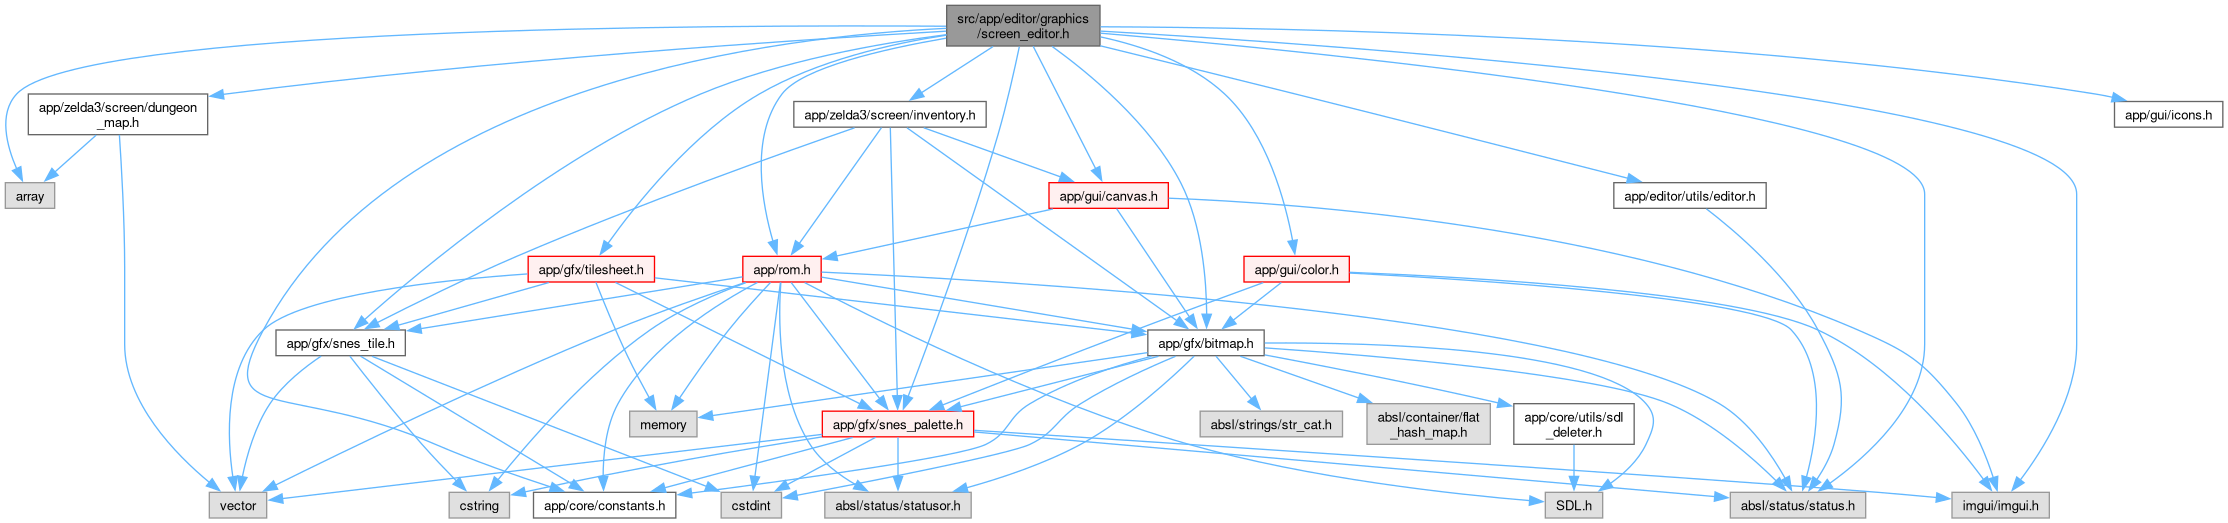 src/app/editor/graphics
/screen_editor.h
app/zelda3/screen/dungeon
_map.h
app/zelda3/screen/inventory.h
app/gui/icons.h
array
app/gui/canvas.h
app/editor/utils/editor.h
app/gfx/tilesheet.h
app/rom.h
app/gui/color.h
app/gfx/snes_tile.h
app/gfx/bitmap.h
memory
app/gfx/snes_palette.h
absl/strings/str_cat.h
absl/container/flat
_hash_map.h
app/core/utils/sdl
_deleter.h
vector
cstring
app/core/constants.h
cstdint
absl/status/statusor.h
SDL.h
absl/status/status.h
imgui/imgui.h